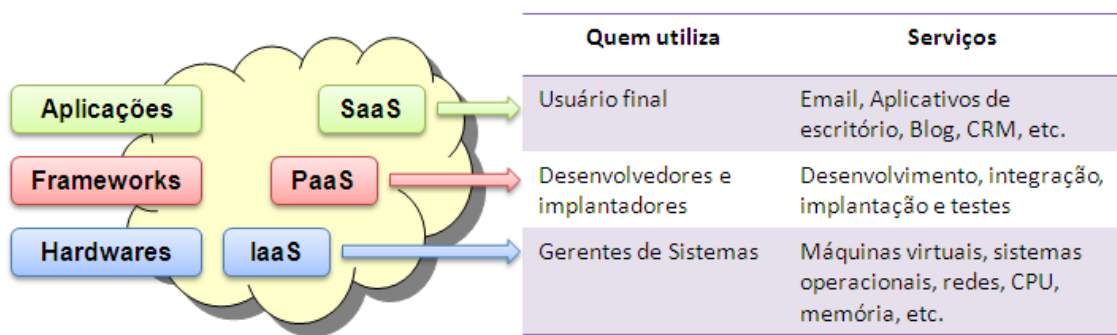 Quem utiliza Serviços
Aplicações SaaS Usuário final Email, Aplicativos de
escritório, Blog, CRM, etc.
Frameworks PaaS Desenvolvedores e Desenvolvimento, integração,
implantadores implantação e testes
Hardwares IaaS Gerentes de Sistemas Máquinas virtuais, sistemas
operacionais, redes, CPU,
memória, etc.